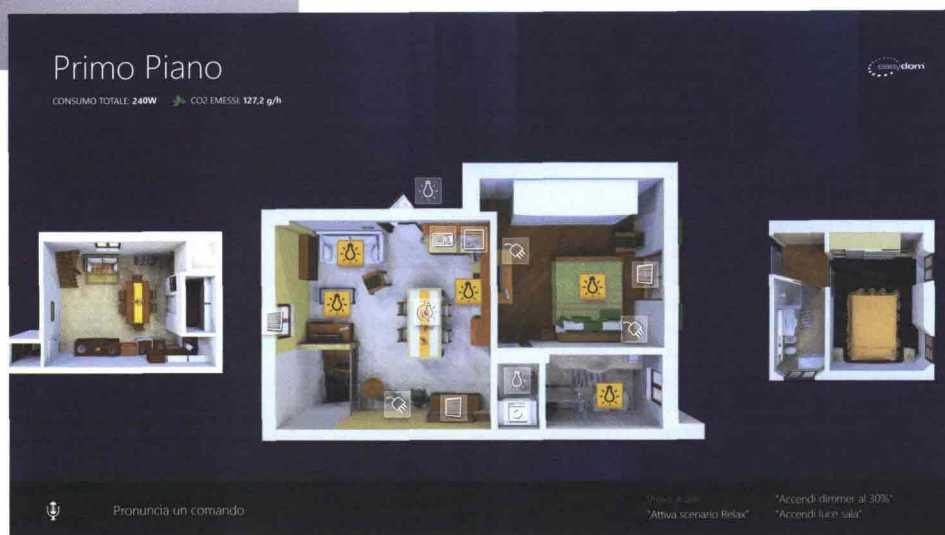 Primo Piano
easydom
CONSUMO TOTALE: 240W CO2 EMESSI: 127,2 g/h
Pronuncia un comando
"Attiva scenario Relax"
"Accendi dimmer al 30%"
"Accendi luce sala"